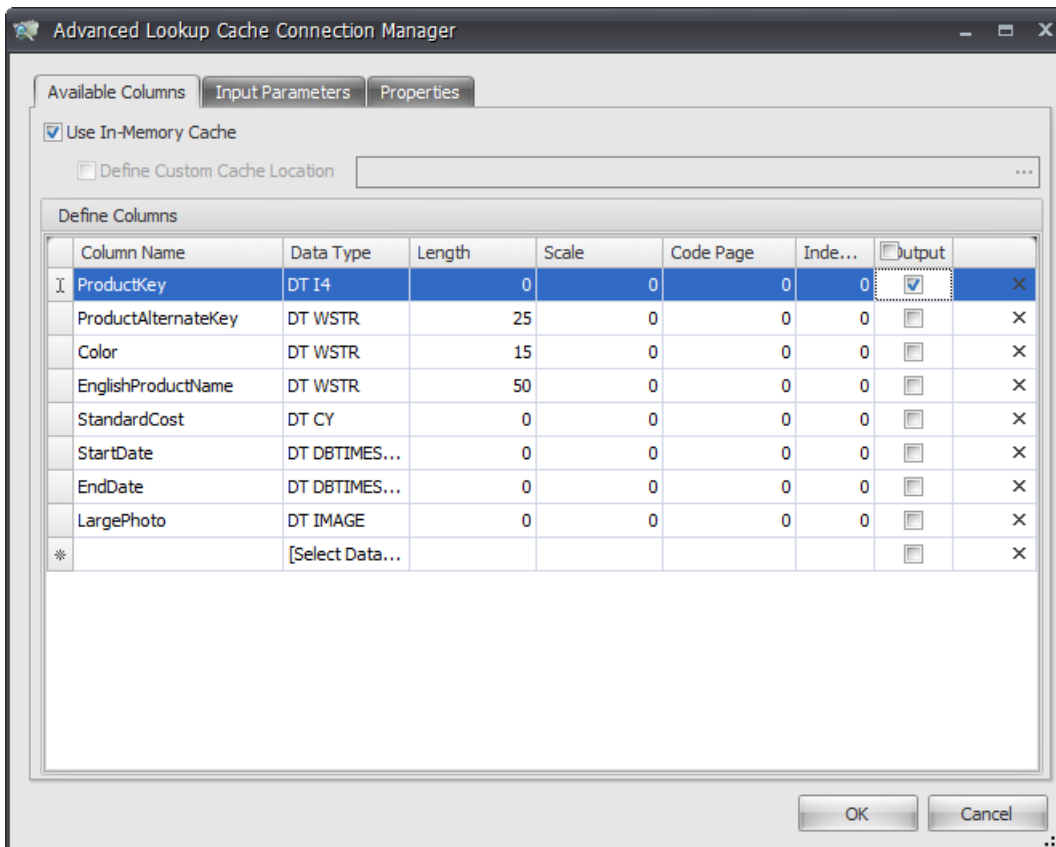 Advanced Lookup Cache Connection Manager
Available Columns Input Parameters Properties
Use In-Memory Cache
Define Custom Cache Location ...
Define Columns
Column Name Data Type Length Scale Code Page Inde... Output
ProductKey DT I4 0 0 0 0
ProductAlternateKey DT WSTR 25 0 0 0
Color DT WSTR 15 0 0 0
EnglishProductName DT WSTR 50 0 0 0
StandardCost DT CY 0 0 0 0
StartDate DT DBTIMES... 0 0 0 0
EndDate DT DBTIMES... 0 0 0 0
LargePhoto DT IMAGE 0 0 0 0
[Select Data...
OK Cancel